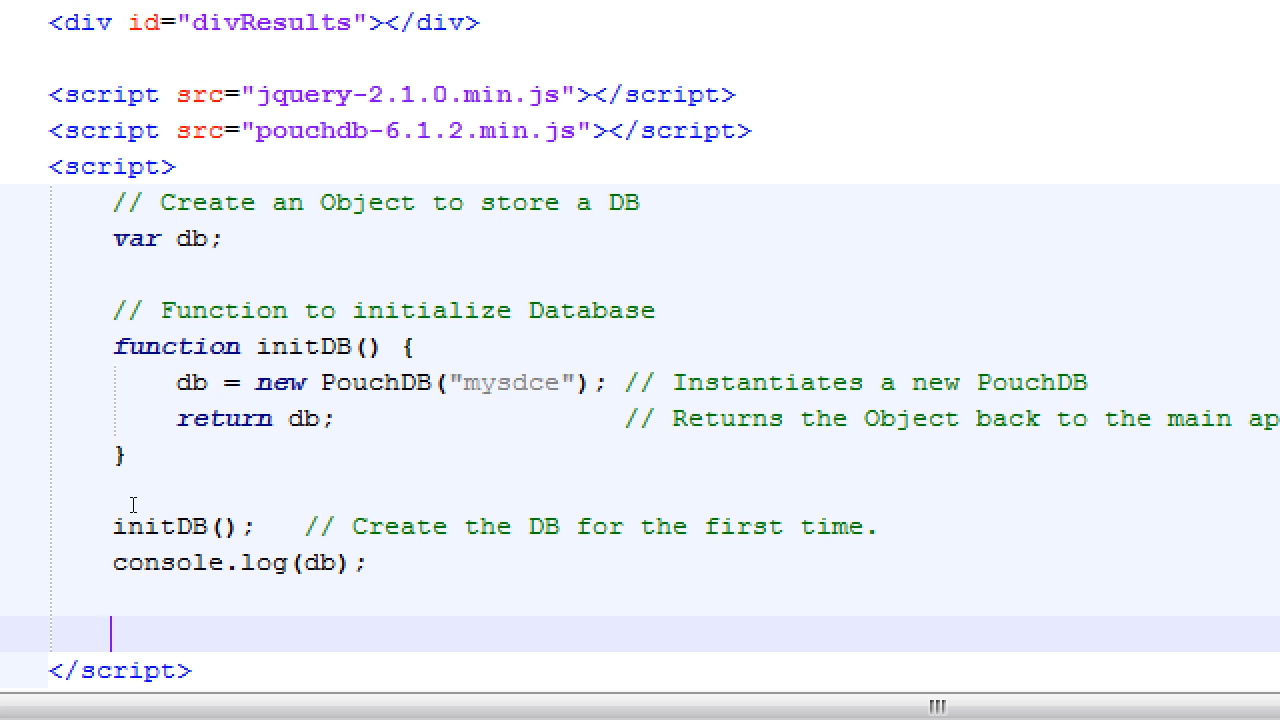 <div id="divResults"></div>
<script src="jquery-2.1.0.min.js"></script>
<script src="pouchdb-6.1.2.min.js"></script>
<script>
// Create an Object to store a DB
var db;
// Function to initialize Database
function initDB() {
db = new PouchDB("mysdce"); // Instantiates a new PouchDB
return db; // Returns the Object back to the main
}
initDB(); // Create the DB for the first time.
console.log(db);
</script>